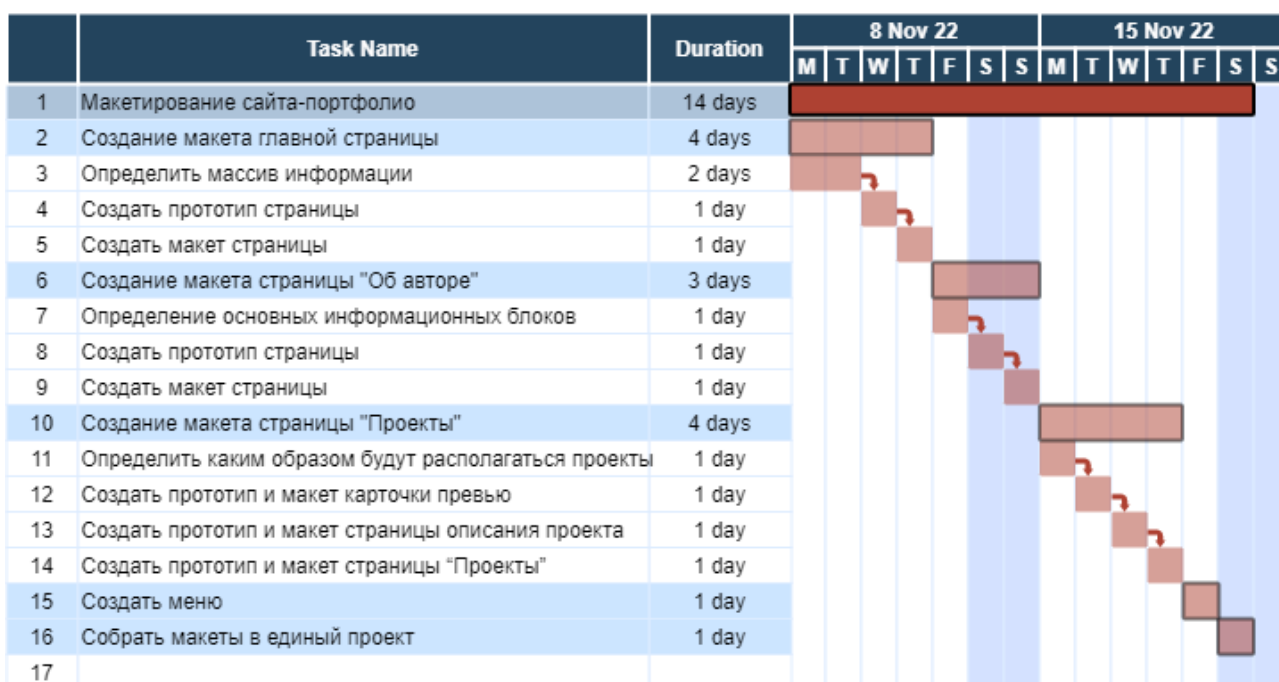 Task Name Duration 8 Nov 22 15 Nov 22
M T W T F S S M T W T F S S
1 Макетирование сайта-портфолио 14 days
2 Создание макета главной страницы 4 days
3 Определить массив информации 2 days
4 Создать прототип страницы 1 day
5 Создать макет страницы 1 day
6 Создание макета страницы "Об авторе" 3 days
7 Определение основных информационных блоков 1 day
8 Создать прототип страницы 1 day
9 Создать макет страницы 1 day
10 Создание макета страницы "Проекты" 4 days
11 Определить каким образом будут располагаться проекты 1 day
12 Создать прототип и макет карточки превью 1 day
13 Создать прототип и макет страницы описания проекта 1 day
14 Создать прототип и макет страницы “Проекты” 1 day
15 Создать меню 1 day
16 Собрать макеты в единый проект 1 day
17